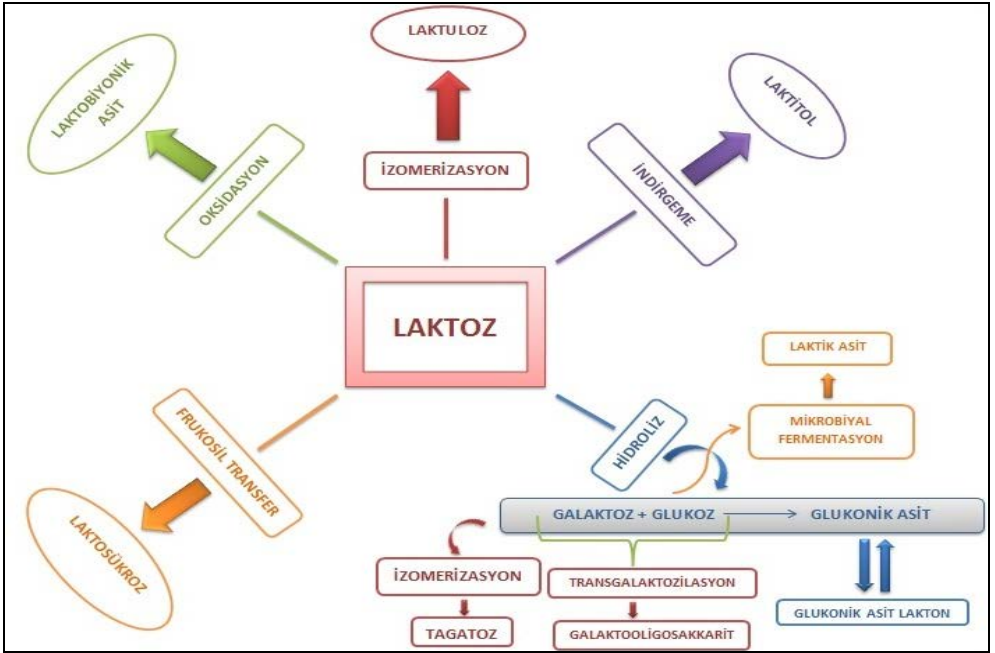 LAKTULOZ
LAKTOBİYONİK
ASİT
LAKTİTOL
İZOMERİZASYON
OKSİDASYON
İNDİRGEME
LAKTOZ
LAKTİK ASİT
FRUKOSİL TRANSFER
HİDROLİZ
MİKROBİYAL
FERMENTASYON
LAKTOSÜKROZ
GALAKTOZ + GLUKOZ
GLUKONİK ASİT
İZOMERİZASYON
TRANSGALAKTOZİLASYON
GLUKONİK ASİT LAKTON
TAGATOZ
GALAKTOOLİGOSAKKARİT